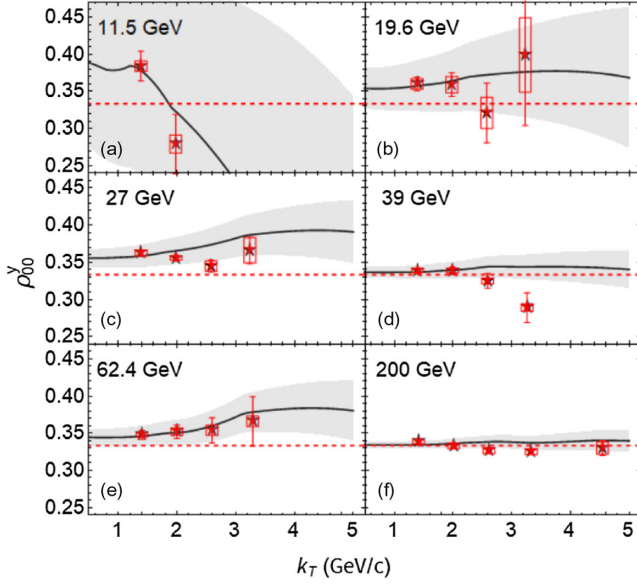 11.5 GeV
19.6 GeV
0.45
0.40
0.35
0.30
0.25
(a)
(b)
27 GeV
39 GeV
0.45
0.40
0.35
0.30
0.25
(c)
(d)
62.4 GeV
200 GeV
0.45
0.40
0.35
0.30
0.25
(e)
(f)
ρ^y_00
1 2 3 4 5 1 2 3 4 5
k_T (GeV/c)